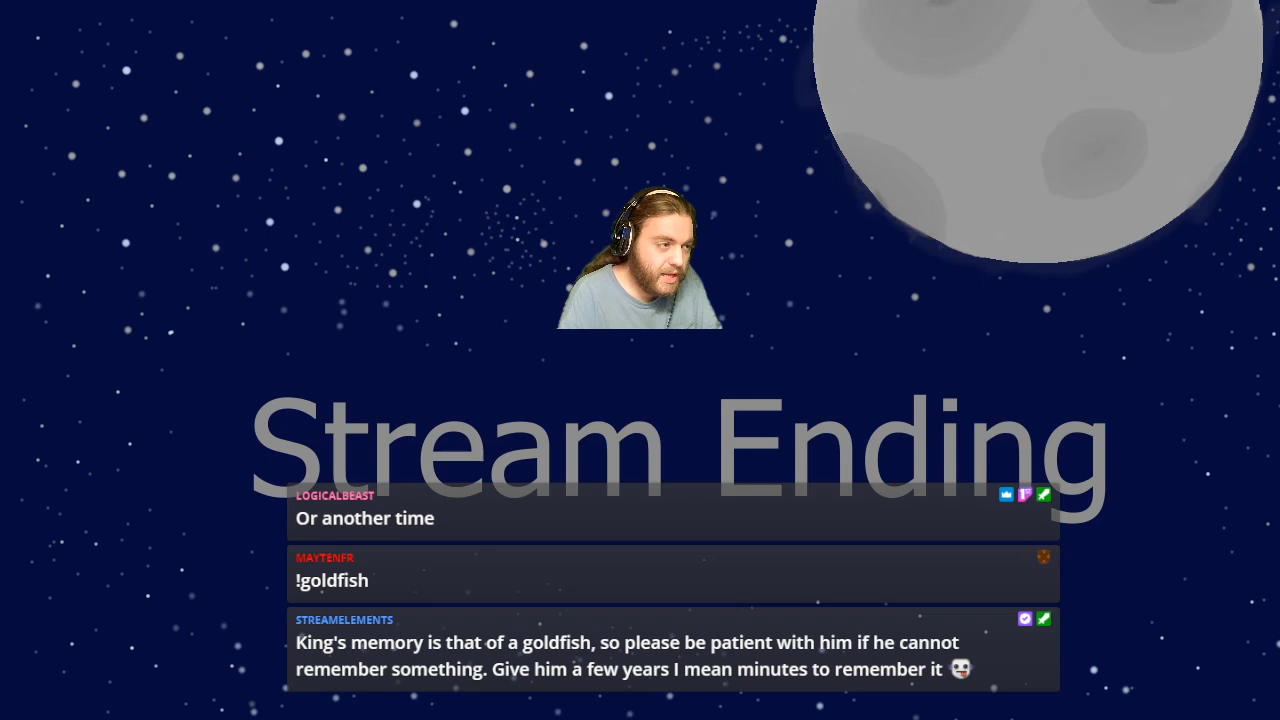 Stream Ending
LOGICALBEAST
Or another time
MAYTENFR
!goldfish
STREAMELEMENTS
King's memory is that of a goldfish, so please be patient with him if he cannot
remember something. Give him a few years I mean minutes to remember it